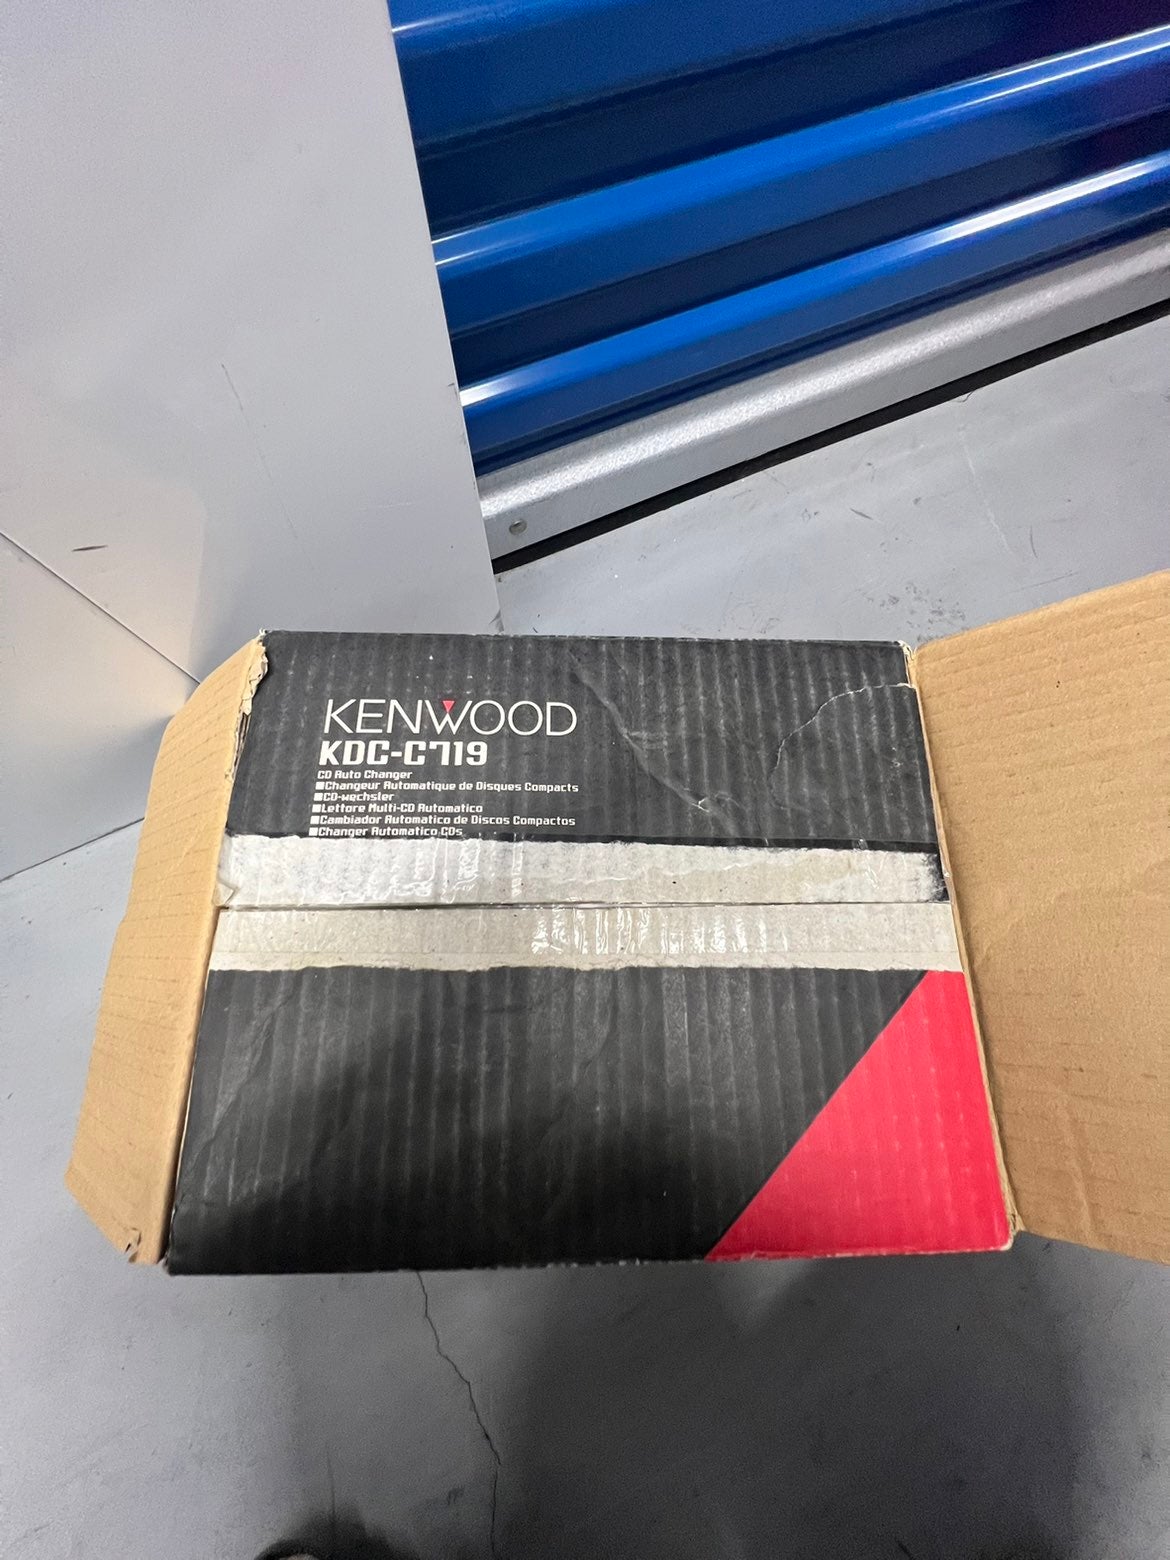 KENWOOD
KDC-C719
CD Auto Changer
■Changeur Automatique de Disques Compacts
■CD-wechsler
■Lettore Multi-CD Automatico
■Cambiador Automatico de Discos Compactos
■Changer Automatico CDs